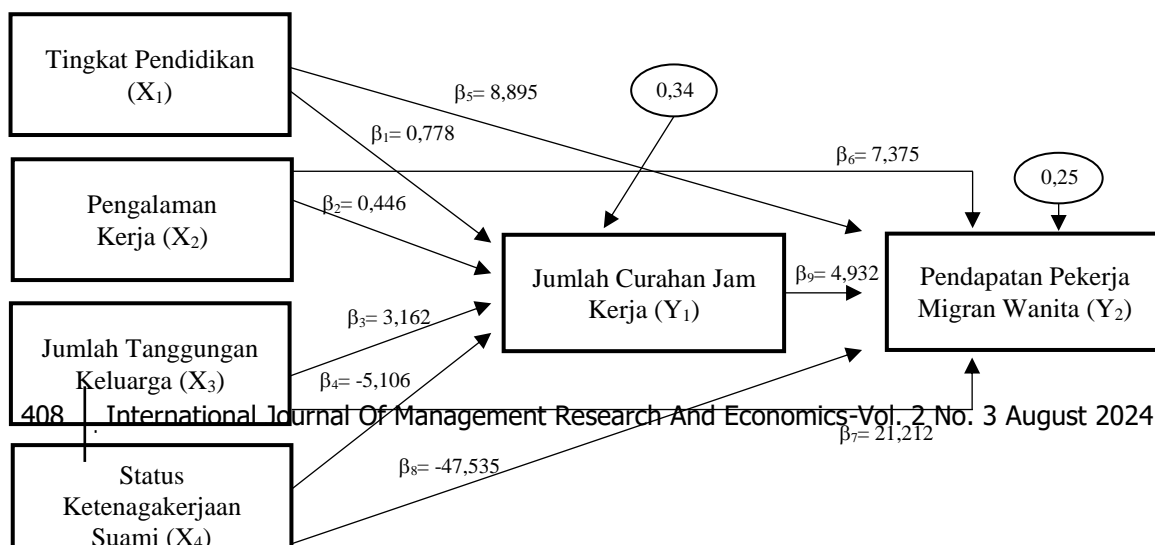 Tingkat Pendidikan
(X₁)
β₅= 8,895
0,34
β₁= 0,778
β₆= 7,375
0,25
Pengalaman
Kerja (X₂)
β₂= 0,446
Jumlah Curahan Jam
Kerja (Y₁)
β₉= 4,932
Pendapatan Pekerja
Migran Wanita (Y₂)
β₃= 3,162
Jumlah Tanggungan
Keluarga (X₃)
β₄= -5,106
408 International Journal Of Management Research And Economics-Vol. 2 No. 3 August 2024
β₇= 21,212
β₈= -47,535
Status
Ketenagakerjaan
Suami (X₄)